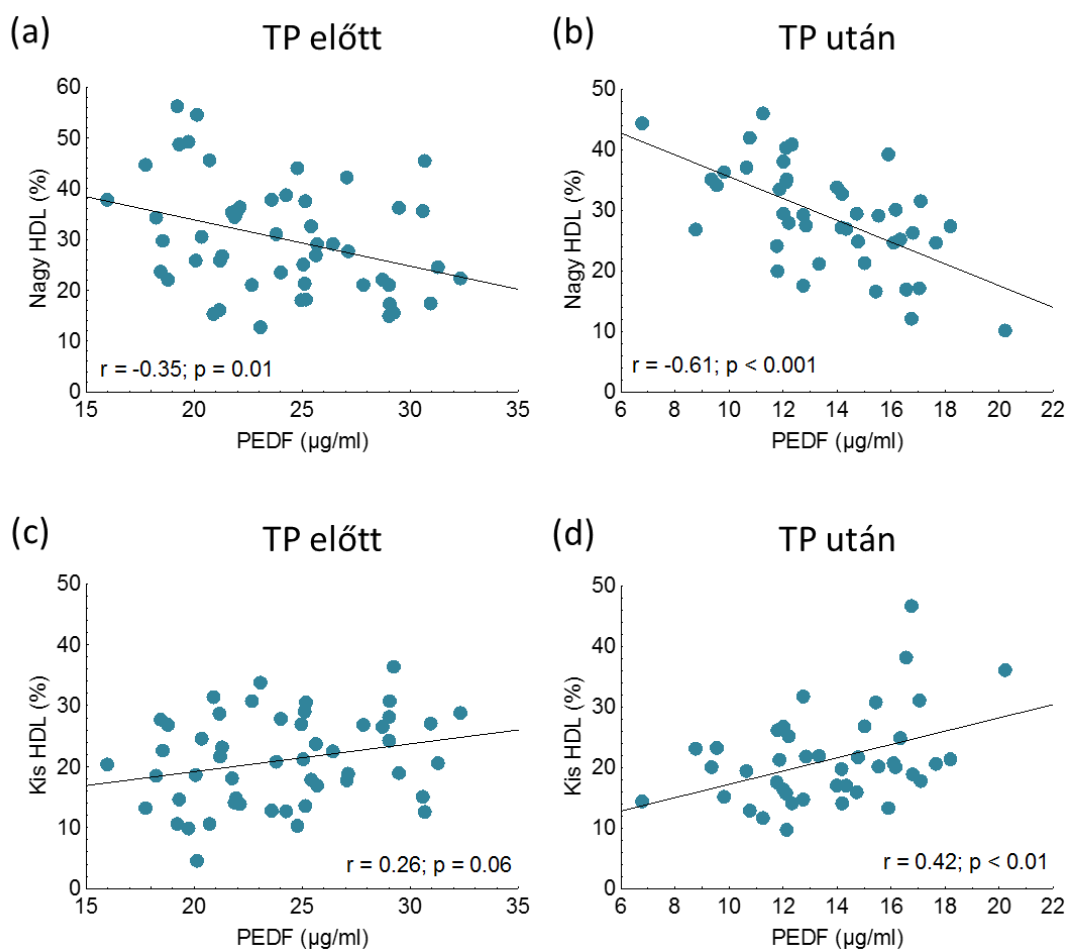 (a)
TP előtt
Nagy HDL (%)
60
50
40
30
20
10
0
r = -0.35; p = 0.01
15
20
25
30
35
PEDF (µg/ml)
(b)
TP után
Nagy HDL (%)
50
40
30
20
10
0
r = -0.61; p < 0.001
6
8
10
12
14
16
18
20
22
PEDF (µg/ml)
(c)
TP előtt
Kis HDL (%)
50
40
30
20
10
0
r = 0.26; p = 0.06
15
20
25
30
35
PEDF (µg/ml)
(d)
TP után
Kis HDL (%)
50
40
30
20
10
0
r = 0.42; p < 0.01
6
8
10
12
14
16
18
20
22
PEDF (µg/ml)